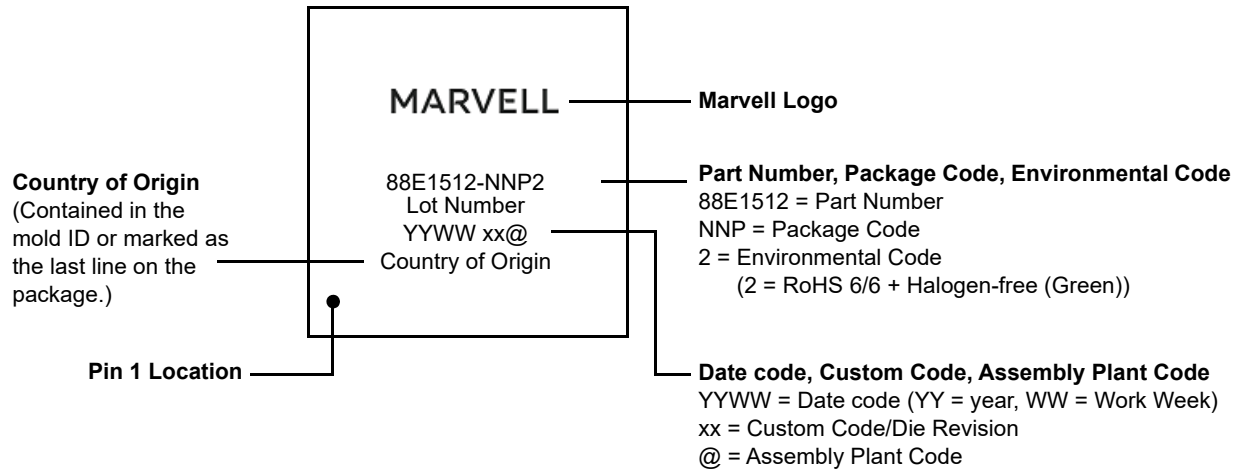 MARVELL
Marvell Logo
Country of Origin
(Contained in the
mold ID or marked as
the last line on the
package.)
88E1512-NNP2
Lot Number
YYWW xx@
Country of Origin
Part Number, Package Code, Environmental Code
88E1512 = Part Number
NNP = Package Code
2 = Environmental Code
(2 = RoHS 6/6 + Halogen-free (Green))
Pin 1 Location
Date code, Custom Code, Assembly Plant Code
YYWW = Date code (YY = year, WW = Work Week)
xx = Custom Code/Die Revision
@ = Assembly Plant Code